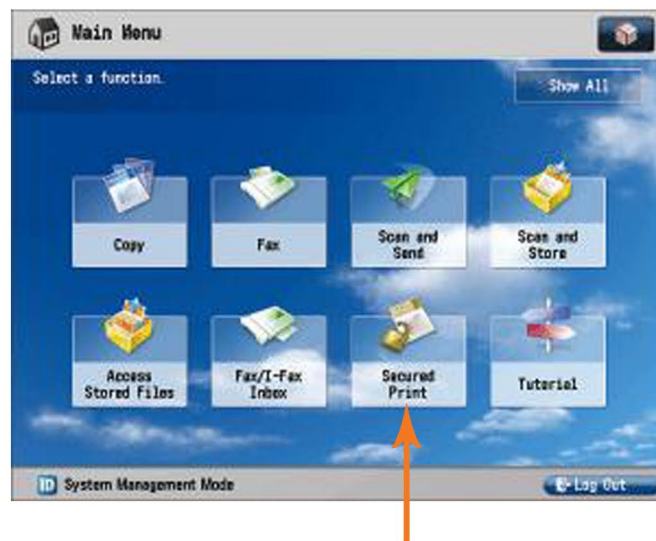 Main Menu
Select a function.
Show All
Copy
Fax
Scan and
Send
Scan and
Store
Access
Stored Files
Fax/I-Fax
Inbox
Secured
Print
Tutorial
ID System Management Mode
Log Out